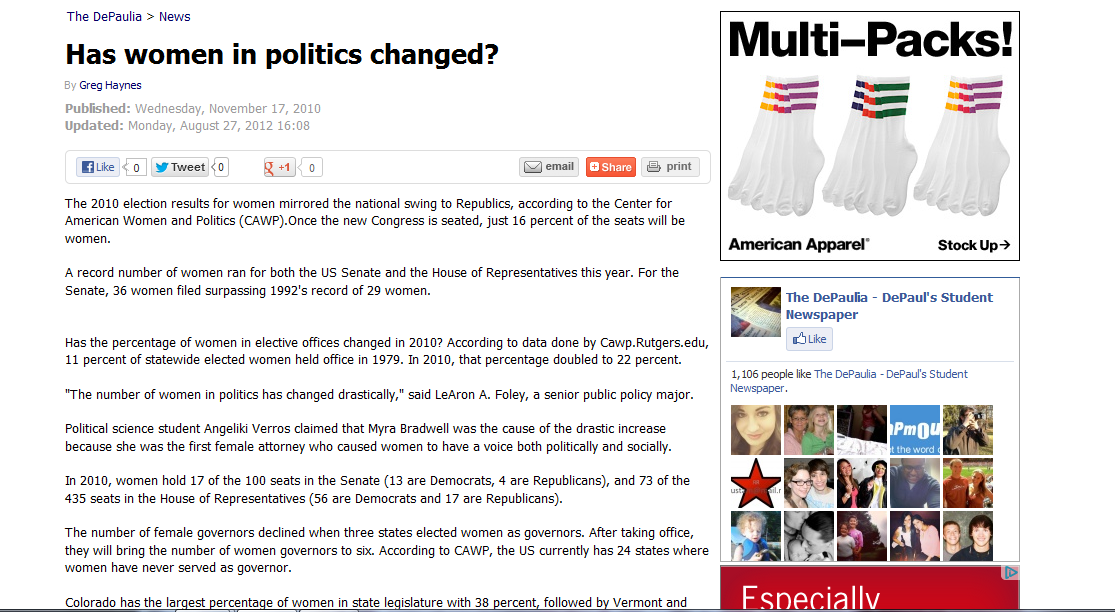 The DePaulia > News
Has women in politics changed?
By Greg Haynes
Published: Wednesday, November 17, 2010
Updated: Monday, August 27, 2012 16:08
Like 0 Tweet 0 +1 0 email Share print
The 2010 election results for women mirrored the national swing to Republics, according to the Center for
American Women and Politics (CAWP).Once the new Congress is seated, just 16 percent of the seats will be
women.
A record number of women ran for both the US Senate and the House of Representatives this year. For the
Senate, 36 women filed surpassing 1992's record of 29 women.
Has the percentage of women in elective offices changed in 2010? According to data done by Cawp.Rutgers.edu,
11 percent of statewide elected women held office in 1979. In 2010, that percentage doubled to 22 percent.
"The number of women in politics has changed drastically," said LeAron A. Foley, a senior public policy major.
Political science student Angeliki Verros claimed that Myra Bradwell was the cause of the drastic increase
because she was the first female attorney who caused women to have a voice both politically and socially.
In 2010, women hold 17 of the 100 seats in the Senate (13 are Democrats, 4 are Republicans), and 73 of the
435 seats in the House of Representatives (56 are Democrats and 17 are Republicans).
The number of female governors declined when three states elected women as governors. After taking office,
they will bring the number of women governors to six. According to CAWP, the US currently has 24 states where
women have never served as governor.
Colorado has the largest percentage of women in state legislature with 38 percent, followed by Vermont and
Multi–Packs!
American Apparel®
Stock Up→
The DePaulia - DePaul's Student
Newspaper
Like
1,106 people like The DePaulia - DePaul's Student
Newspaper.
PmOU
t the word
Especially